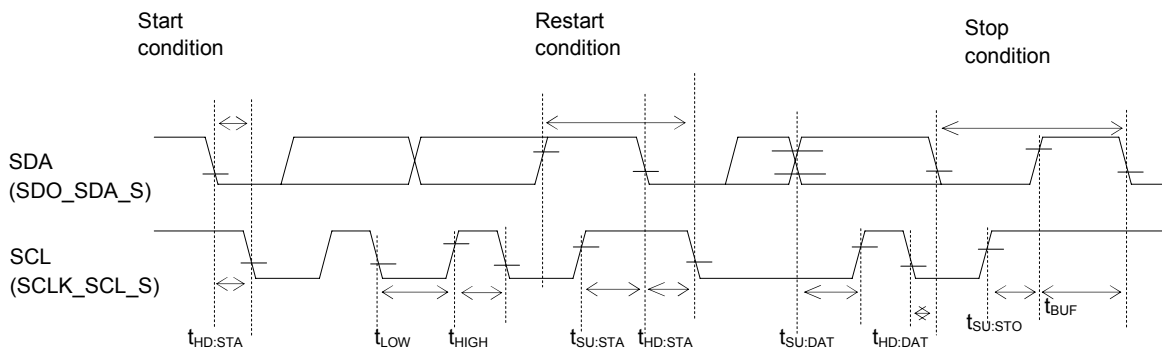 Start
condition
Restart
condition
Stop
condition
SDA
(SDO_SDA_S)
SCL
(SCLK_SCL_S)
tHD:STA
tLOW
tHIGH
tSU:STA
tHD:STA
tSU:DAT
tHD:DAT
tSU:STO
tBUF